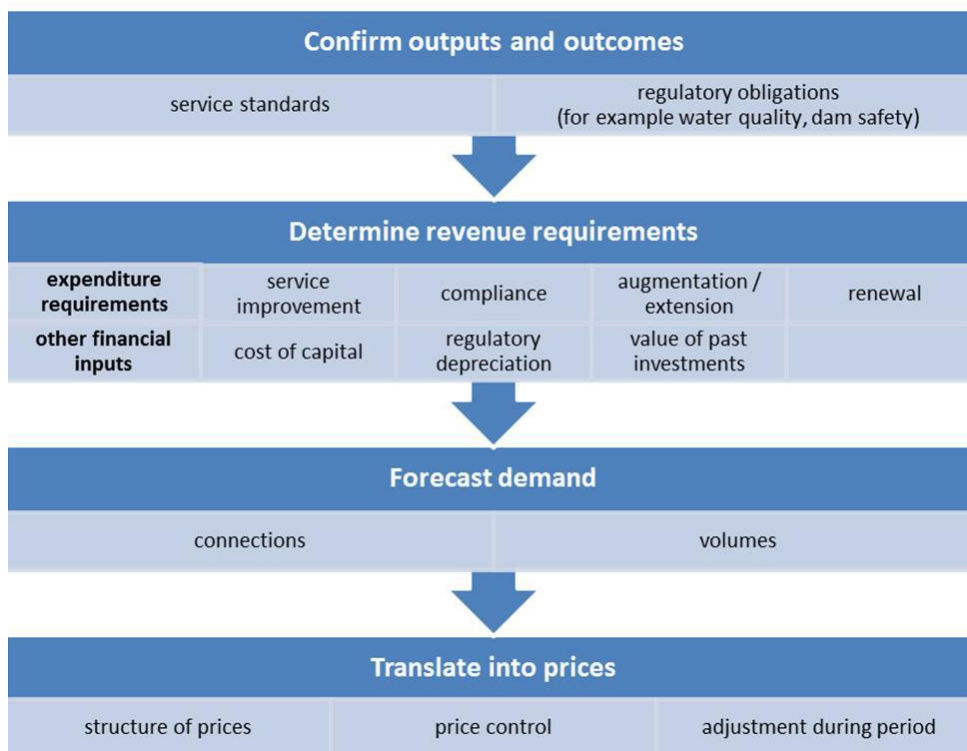 Confirm outputs and outcomes
service standards
regulatory obligations
(for example water quality, dam safety)
Determine revenue requirements
expenditure
requirements
service
improvement
compliance
augmentation /
extension
renewal
other financial
inputs
cost of capital
regulatory
depreciation
value of past
investments
Forecast demand
connections
volumes
Translate into prices
structure of prices
price control
adjustment during period